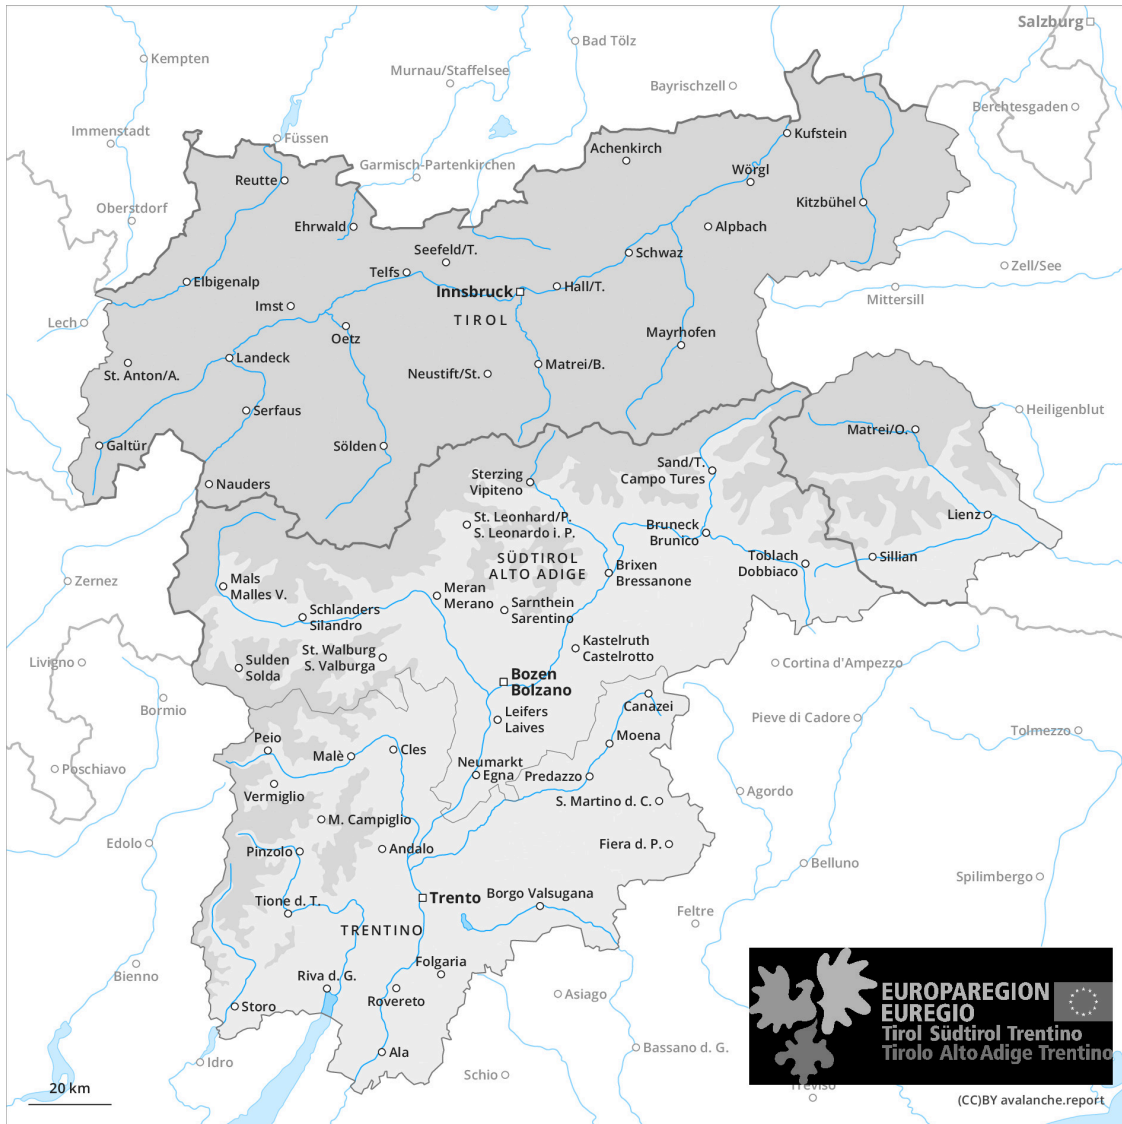 Salzburg
Bad Tölz
Kempten
Murnau/Staffelsee
Bayrischzell
Berchtesgaden
Immenstadt
Füssen
Kufstein
Achenkirch
Garmisch-Partenkirchen
Wörgl
Reutte
Oberstdorf
Kitzbühel
Ehrwald
Alpbach
Seefeld/T.
Schwaz
Telfs
Zell/See
Elbigenalp
Hall/T.
Innsbruck
Mittersill
Imst
Lech
TIROL
Oetz
Mayrhofen
Landeck
Matrei/B.
St. Anton/A.
Neustift/St.
Serfaus
Heiligenblut
Matrei/O.
Galtür
Sölden
Sterzing
Vipiteno
Sand/T.
Campo Tures
Nauders
St. Leonhard/P.
S. Leonardo i. P.
Bruneck
Brunico
Lienz
SÜDTIROL
ALTO ADIGE
Toblach
Dobbiaco
Sillian
Brixen
Bressanone
Zernez
Mals
Malles V.
Meran
Merano
Sarnthein
Sarentino
Schlanders
Silandro
Kastelruth
Castelrotto
St. Walburg
S. Valburga
Livigno
Sulden
Solda
Cortina d'Ampezzo
Bozen
Bolzano
Bormio
Canazei
Leifers
Laives
Pieve di Cadore
Tolmezzo
Peio
Moena
Malè
Cles
Neumarkt
Egna
Predazzo
Poschiavo
Vermiglio
Agordo
S. Martino d. C.
M. Campiglio
Edolo
Pinzolo
Andalo
Fiera d. P.
Belluno
Spilimbergo
Tione d. T.
Trento
Borgo Valsugana
Feltre
TRENTINO
Folgaria
Bienno
Riva d. G.
Rovereto
Asiago
Storo
EUROPAREGION
EUREGIO
Tirol Südtirol Trentino
Tirolo Alto Adige Trentino
Ala
Idro
Bassano d. G.
Schio
Treviso
20 km
(CC)BY avalanche.report